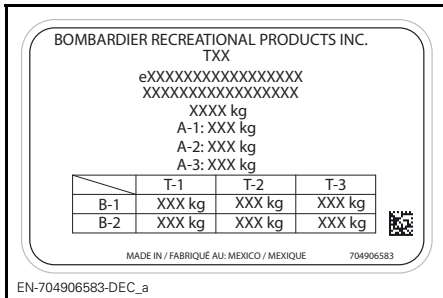 BOMBARDIER RECREATIONAL PRODUCTS INC.
TXX
eXXXXXXXXXXXXXXXXXX
XXXXXXXXXXXXXXXXX
XXXX kg
A-1: XXX kg
A-2: XXX kg
A-3: XXX kg
T-1 T-2 T-3
B-1 XXX kg XXX kg XXX kg
B-2 XXX kg XXX kg XXX kg
MADE IN / FABRIQUÉ AU: MEXICO / MEXIQUE 704906583
EN-704906583-DEC_a